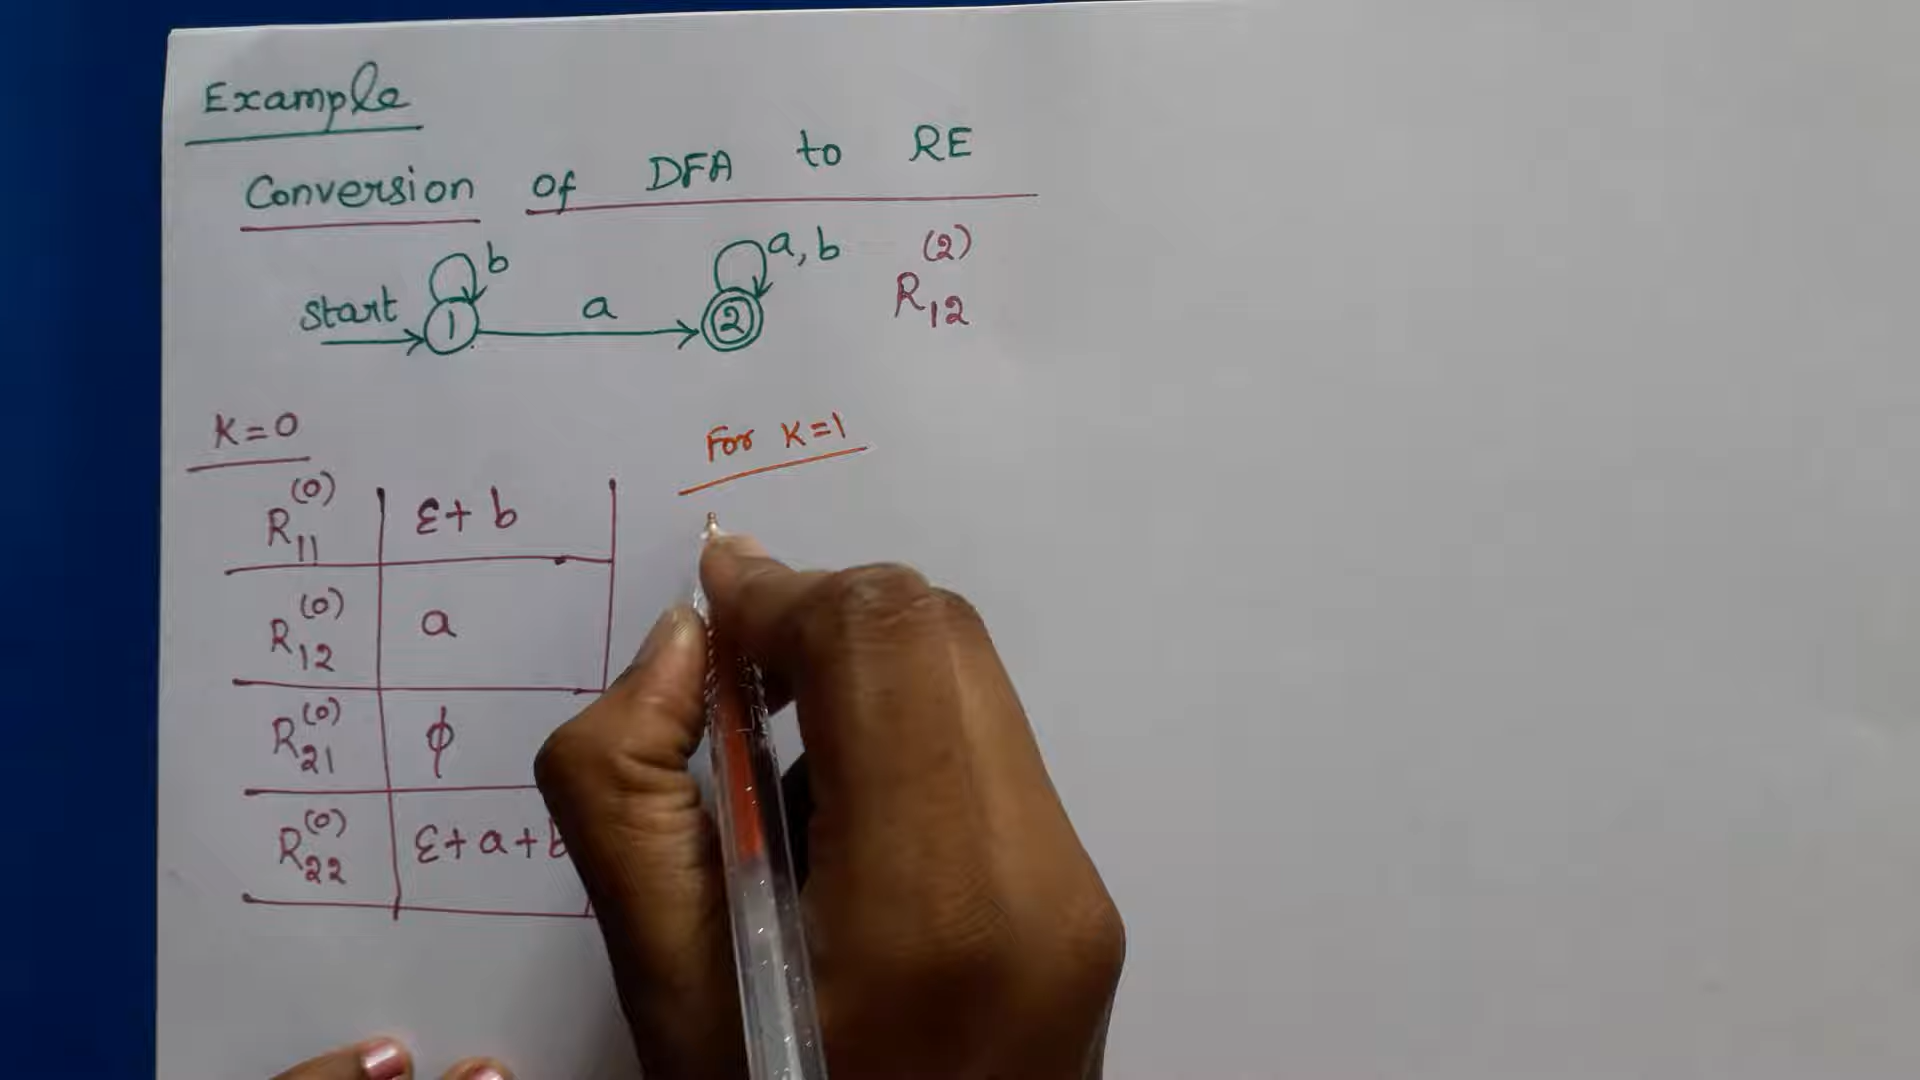 Example
Conversion of DFA to RE
b
a, b
start
1
a
2
R12(2)
K=0
For K=1
R11(0) ε+ b
R12(0) a
R21(0) ϕ
R22(0) ε+ a + b